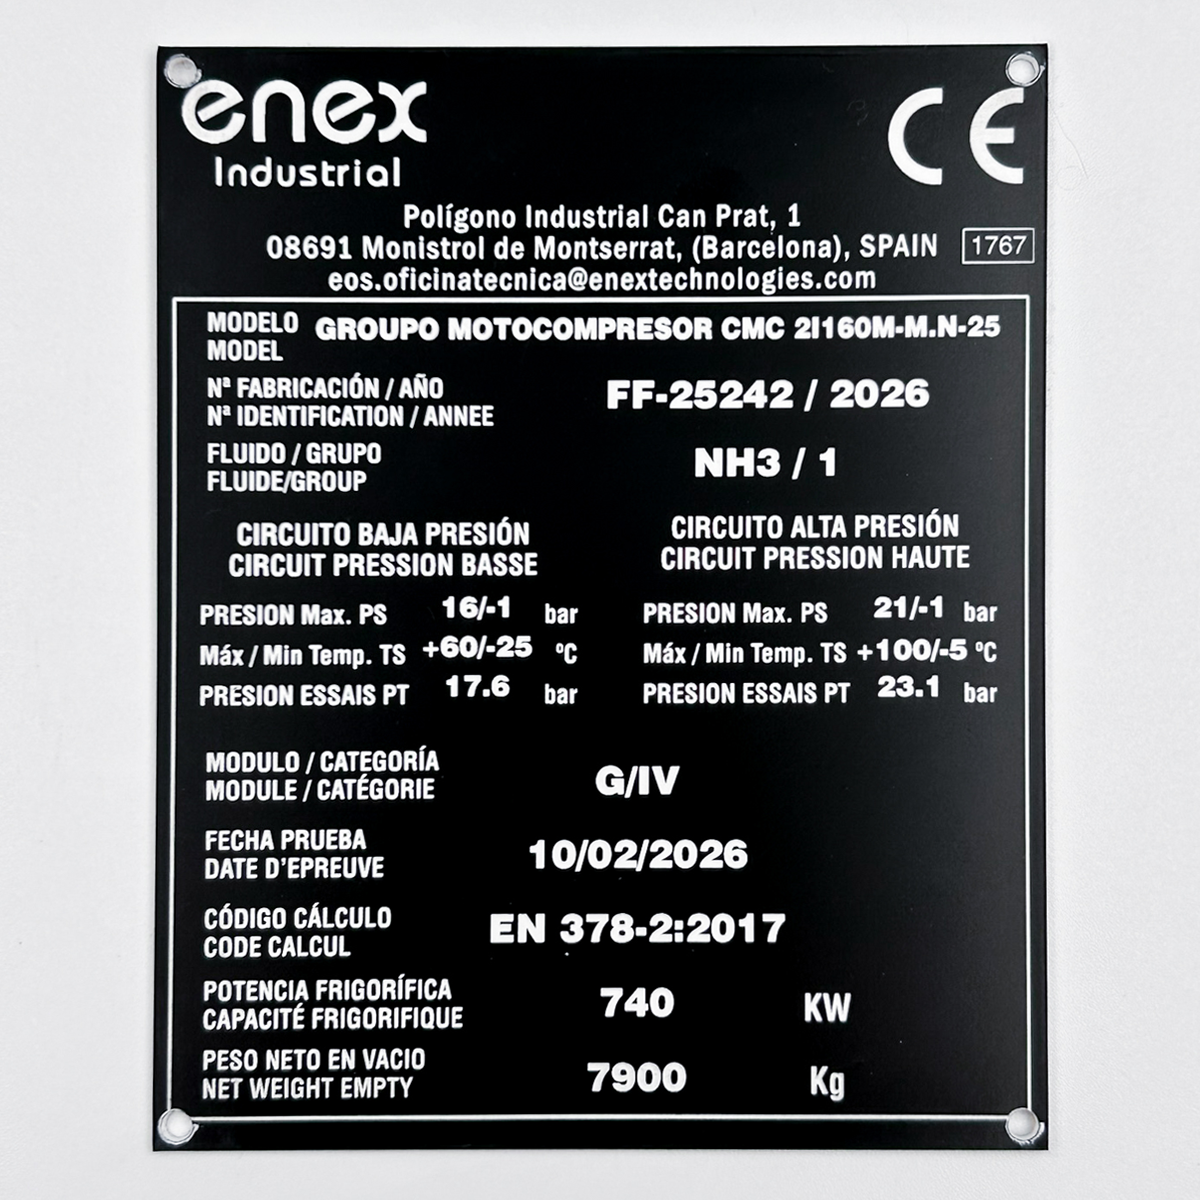 enex
Industrial
CE
Polígono Industrial Can Prat, 1
08691 Monistrol de Montserrat, (Barcelona), SPAIN
1767
eos.oficinatecnica@enextechnologies.com
MODELO GROUPO MOTOCOMPRESOR CMC 2I160M-M.N-25
MODEL
Nª FABRICACIÓN / AÑO FF-25242 / 2026
Nª IDENTIFICATION / ANNEE
FLUIDO / GRUPO NH3 / 1
FLUIDE/GROUP
CIRCUITO BAJA PRESIÓN
CIRCUIT PRESSION BASSE
CIRCUITO ALTA PRESIÓN
CIRCUIT PRESSION HAUTE
PRESION Max. PS 16/-1 bar
Máx / Min Temp. TS +60/-25 ºC
PRESION ESSAIS PT 17.6 bar
PRESION Max. PS 21/-1 bar
Máx / Min Temp. TS +100/-5 ºC
PRESION ESSAIS PT 23.1 bar
MODULO / CATEGORÍA G/IV
MODULE / CATÉGORIE
FECHA PRUEBA 10/02/2026
DATE D'EPREUVE
CÓDIGO CÁLCULO EN 378-2:2017
CODE CALCUL
POTENCIA FRIGORÍFICA 740 KW
CAPACITÉ FRIGORIFIQUE
PESO NETO EN VACIO 7900 Kg
NET WEIGHT EMPTY